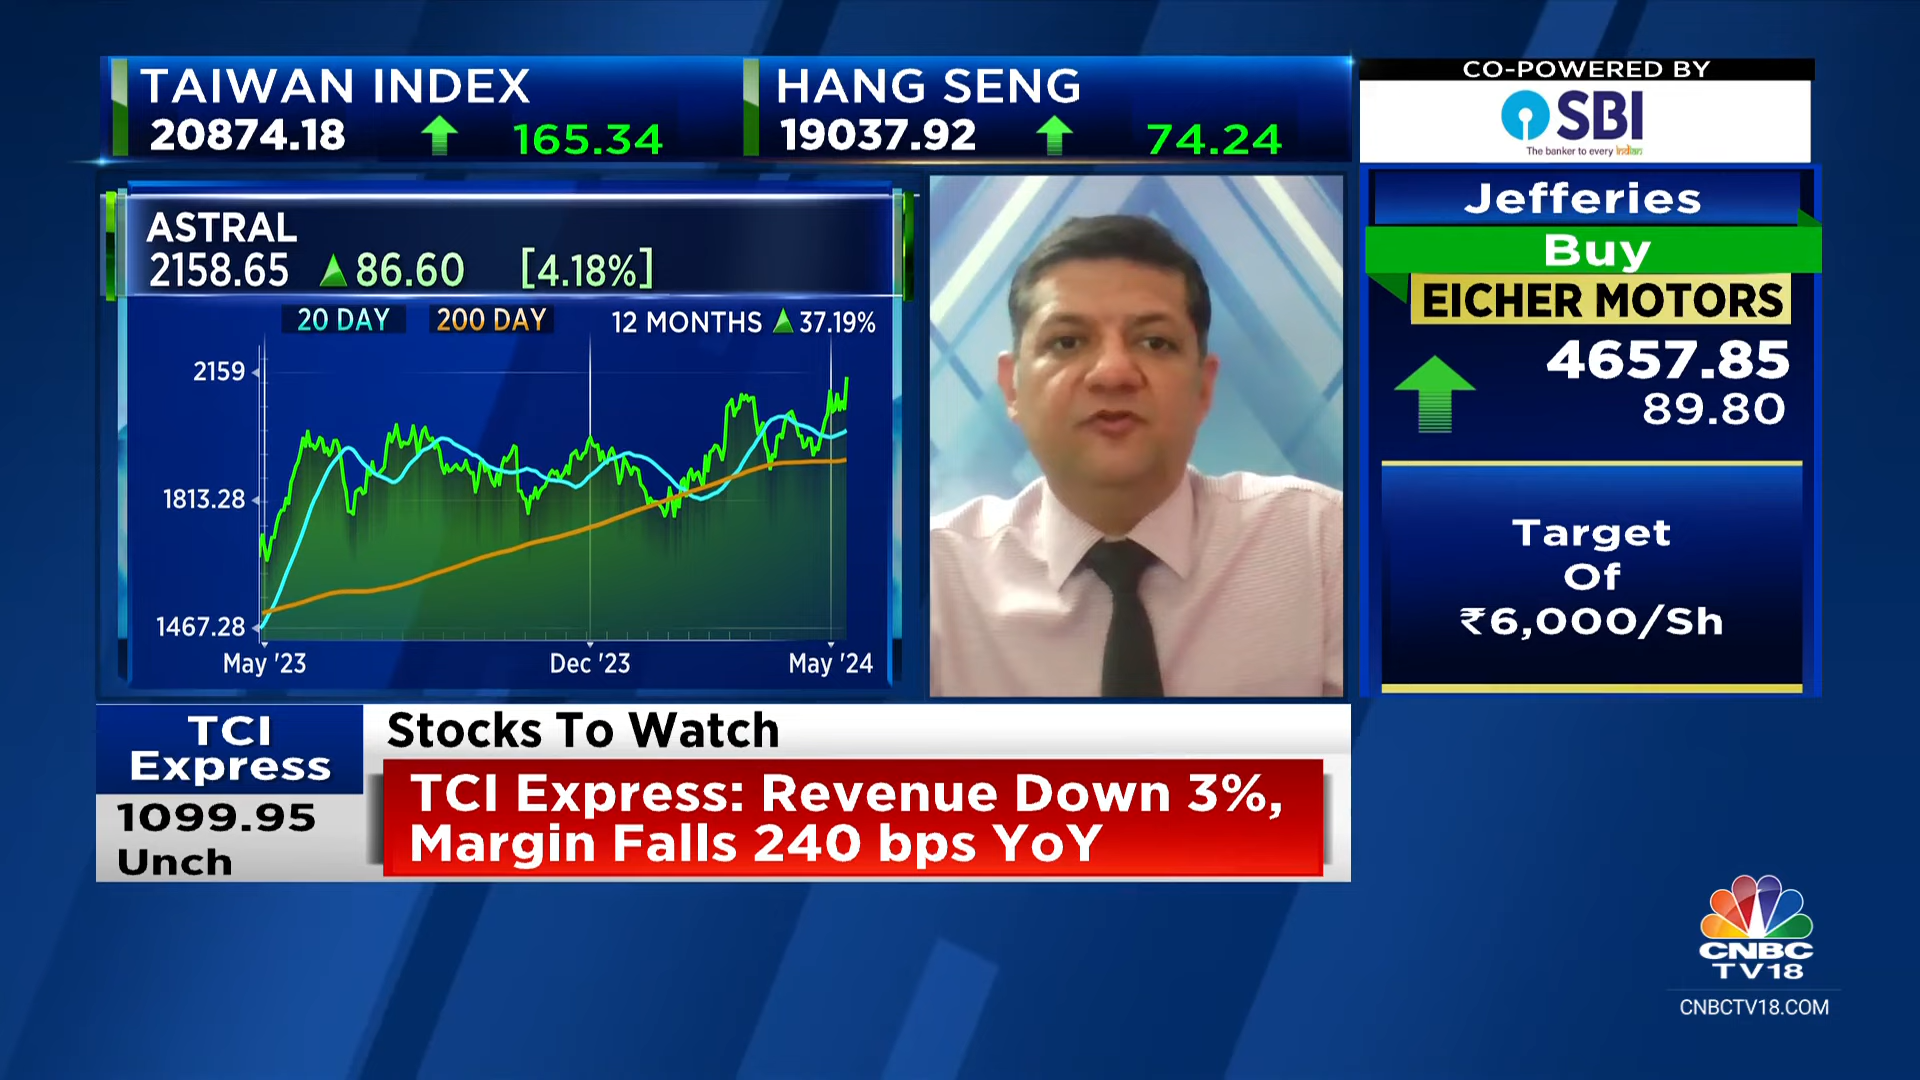 TAIWAN INDEX
20874.18 165.34
HANG SENG
19037.92 74.24
CO-POWERED BY
SBI
The banker to every Indian
ASTRAL
2158.65 86.60 [4.18%]
20 DAY 200 DAY 12 MONTHS 37.19%
2159
1813.28
1467.28
May '23 Dec '23 May '24
Jefferies
Buy
EICHER MOTORS
4657.85
89.80
Target
Of
₹6,000/Sh
TCI
Express
1099.95
Unch
Stocks To Watch
TCI Express: Revenue Down 3%,
Margin Falls 240 bps YoY
CNBC
TV18
CNBCTV18.COM